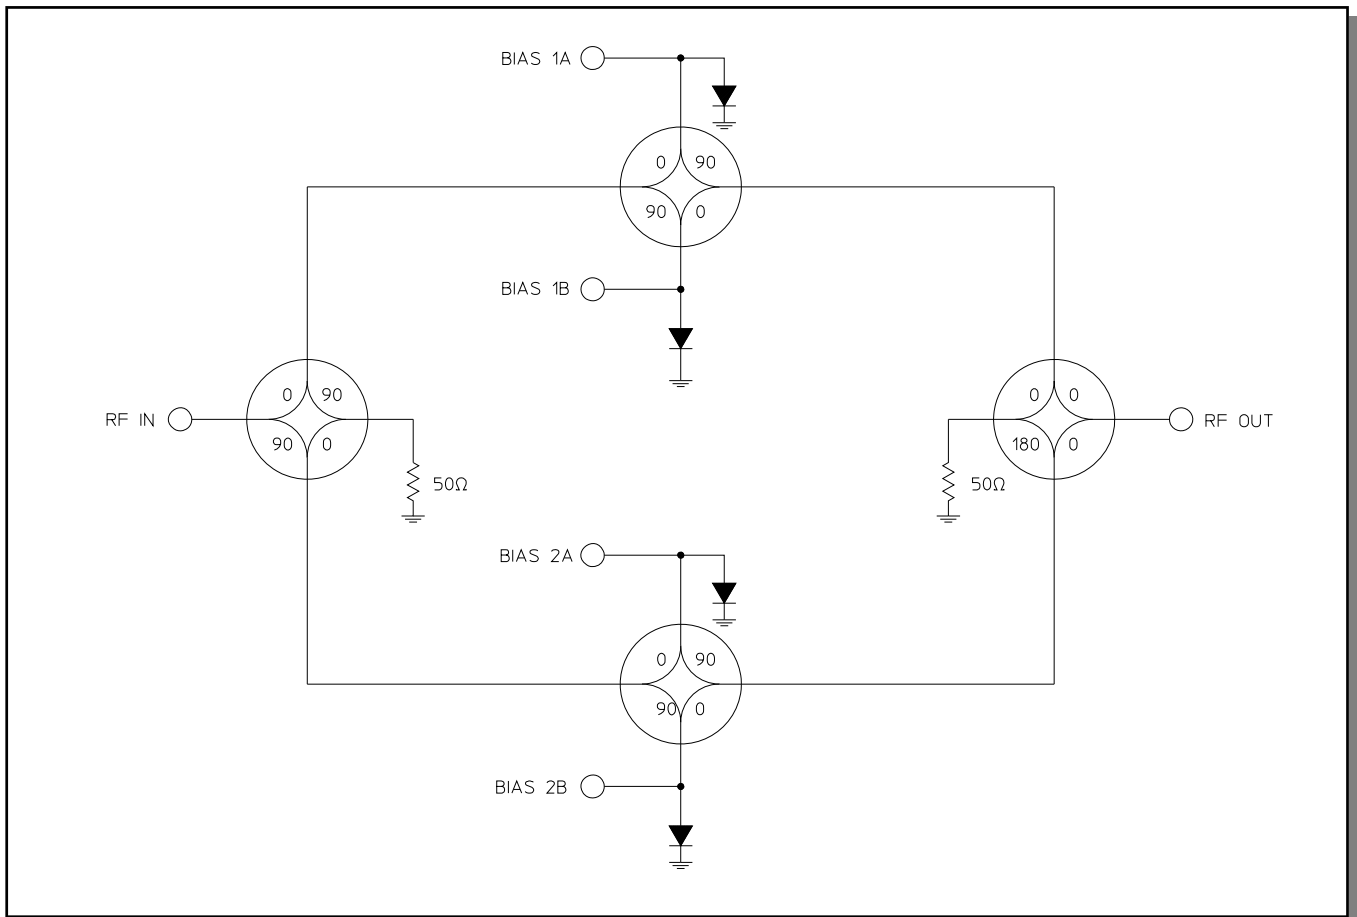 BIAS 1A
0 90
90 0
BIAS 1B
0 90
90 0
RF IN
50Ω
0 0
180 0
RF OUT
50Ω
BIAS 2A
0 90
90 0
BIAS 2B